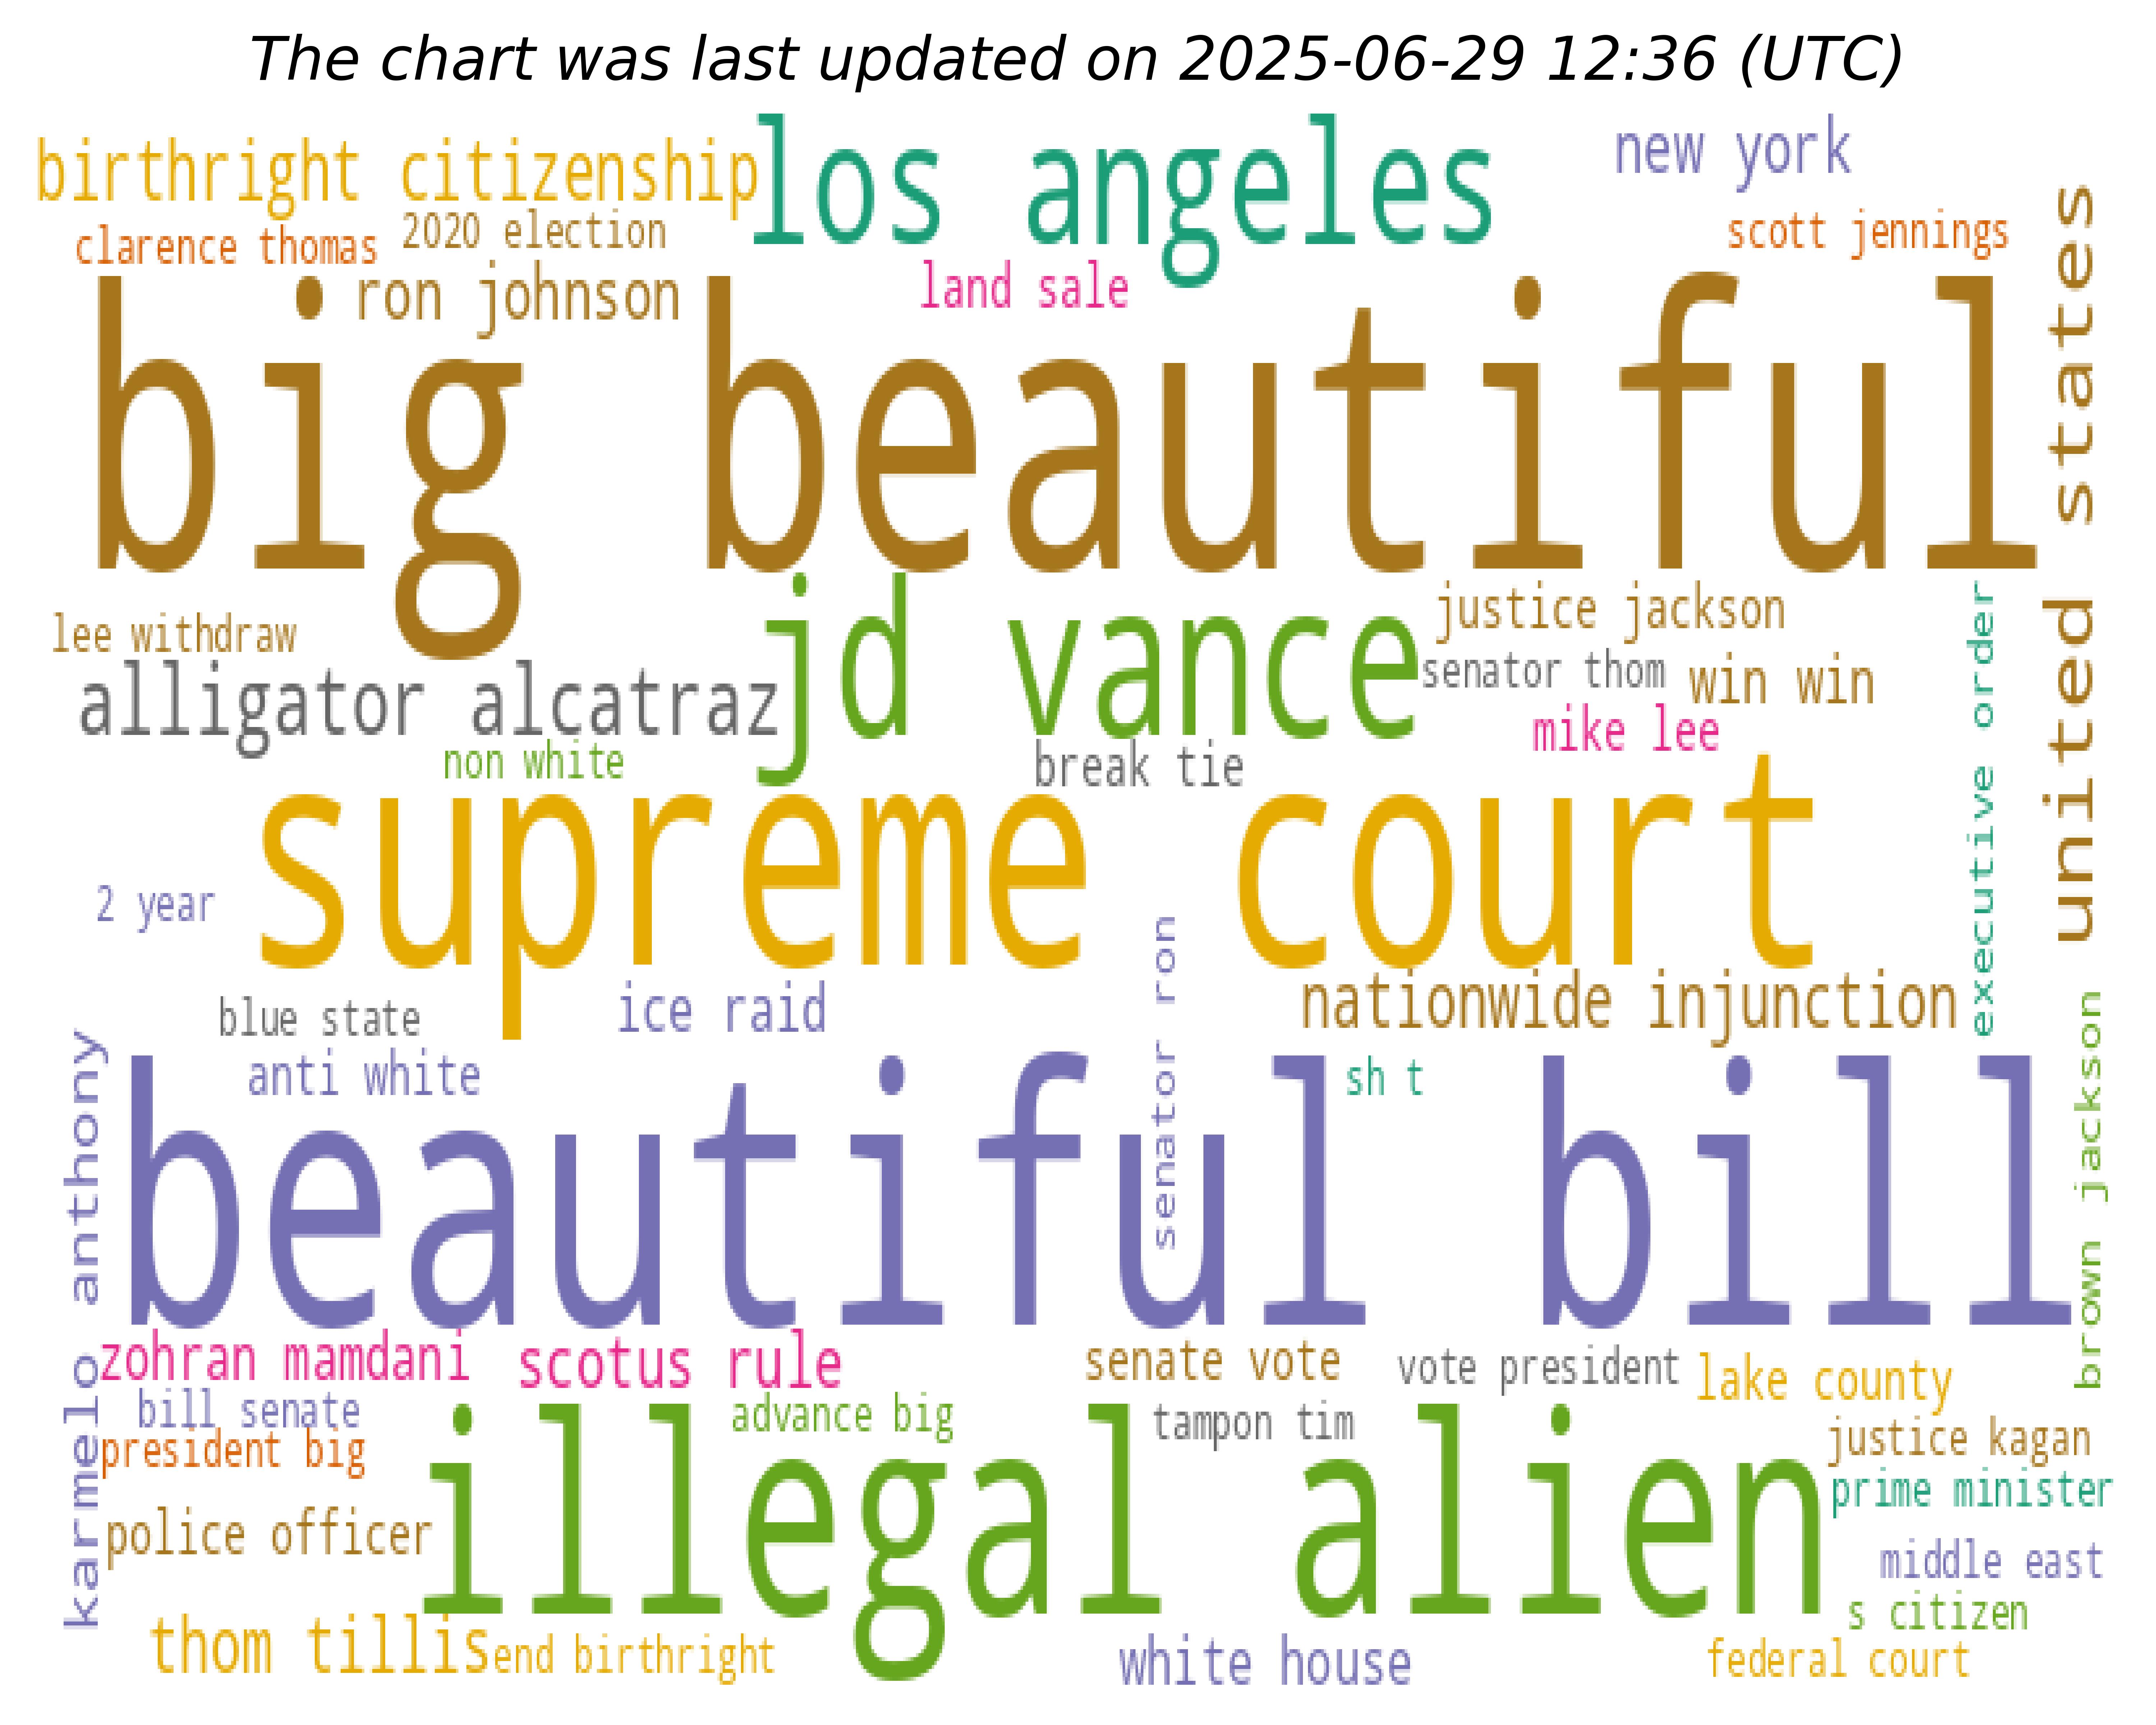 The chart was last updated on 2025-06-29 12:36 (UTC)
birthright citizenship
los angeles
new york
clarence thomas
2020 election
scott jennings
ron johnson
land sale
big beautiful
united states
jd vance
justice jackson
lee withdraw
senator thom
win win
alligator alcatraz
mike lee
non white
break tie
executive order
supreme court
2 year
senator ron
blue state
ice raid
nationwide injunction
anti white
sh t
karmelo anthony
beautiful bill
brown jackson
zohran mamdani
scotus rule
senate vote
vote president
lake county
bill senate
advance big
tampon tim
president big
justice kagan
illegal alien
prime minister
police officer
middle east
s citizen
thom tillis
end birthright
white house
federal court